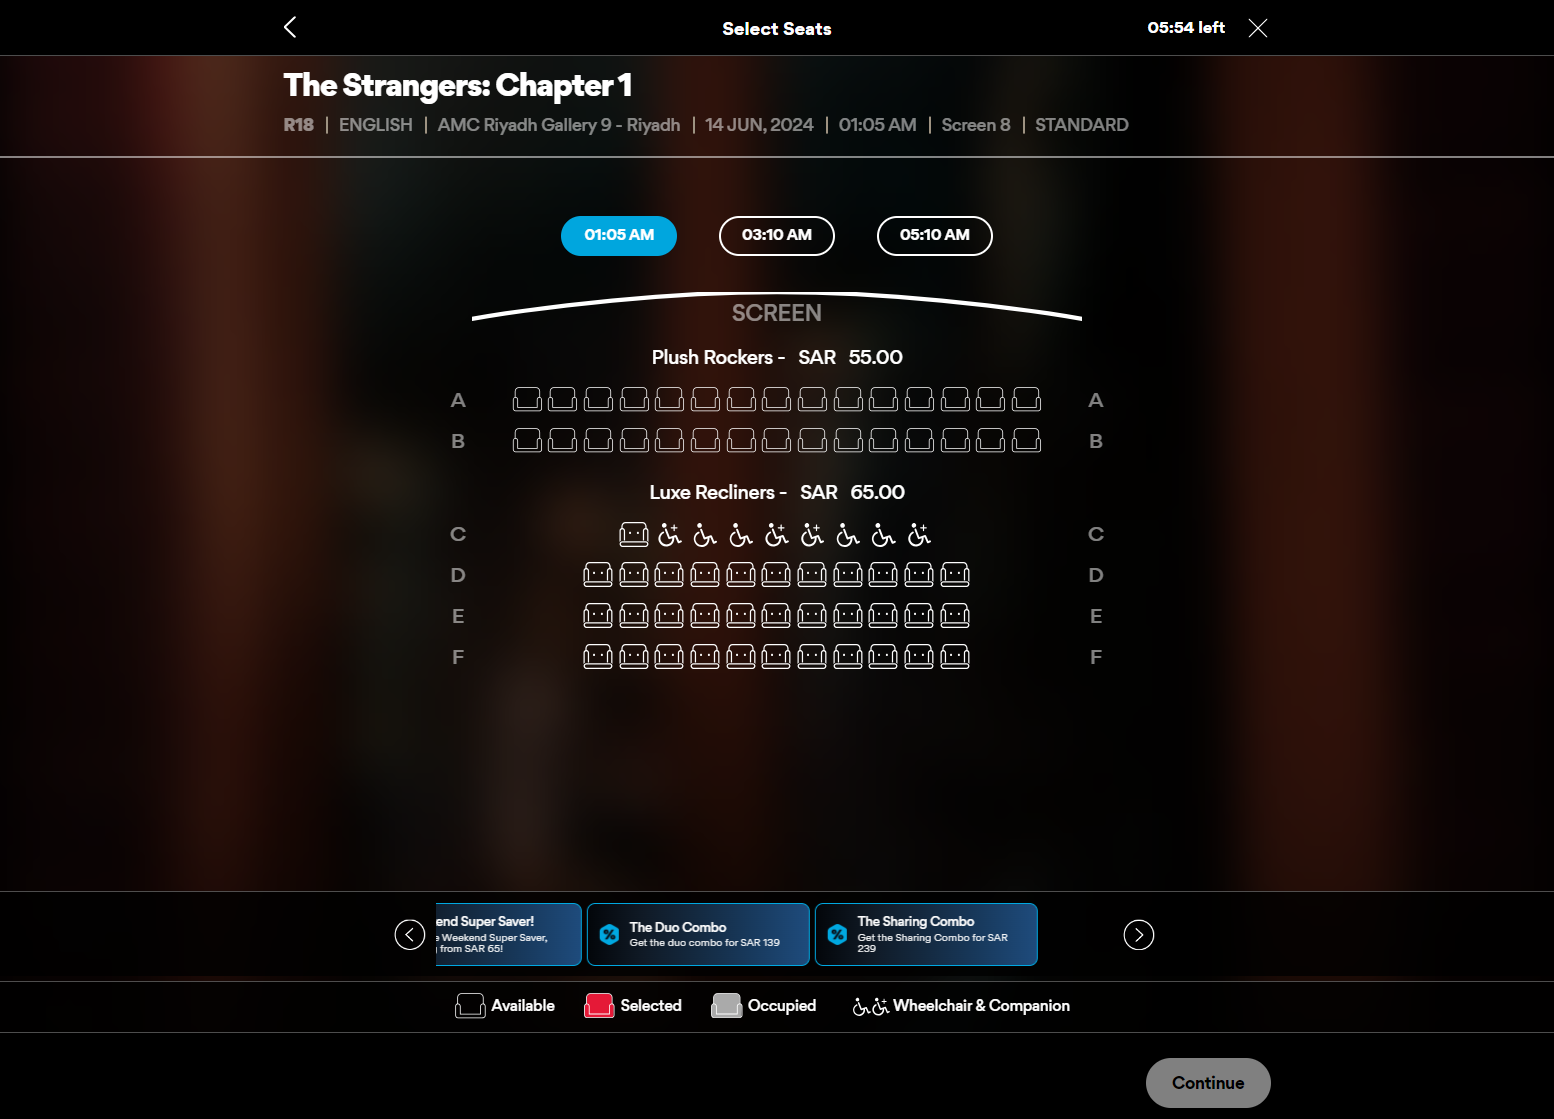 Select Seats
05:54 left
The Strangers: Chapter 1
R18 | ENGLISH | AMC Riyadh Gallery 9 - Riyadh | 14 JUN, 2024 | 01:05 AM | Screen 8 | STANDARD
01:05 AM
03:10 AM
05:10 AM
SCREEN
Plush Rockers - SAR 55.00
A A
B B
Luxe Recliners - SAR 65.00
C C
D D
E E
F F
end Super Saver!
e Weekend Super Saver,
from SAR 65!
The Duo Combo
Get the duo combo for SAR 139
The Sharing Combo
Get the Sharing Combo for SAR
239
Available
Selected
Occupied
Wheelchair & Companion
Continue